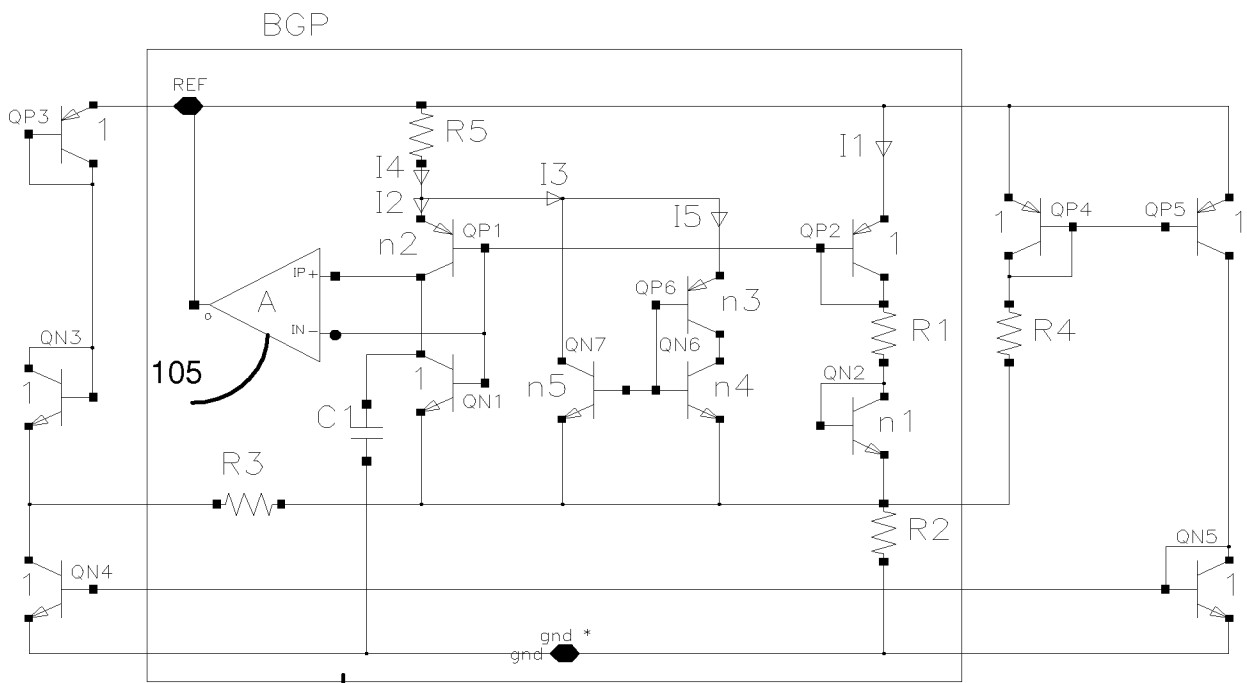 BGP
REF
QP3
1
R5
I4
I2
I3
I5
I1
QP1
n2
QP2
1
1
QP4
QP5
1
IP+
A
IN-
o
QP6
n3
R1
R4
QN3
1
105
1
QN1
C1
QN7
n5
QN6
n4
QN2
n1
R3
R2
QN4
1
QN5
1
gnd *
gnd